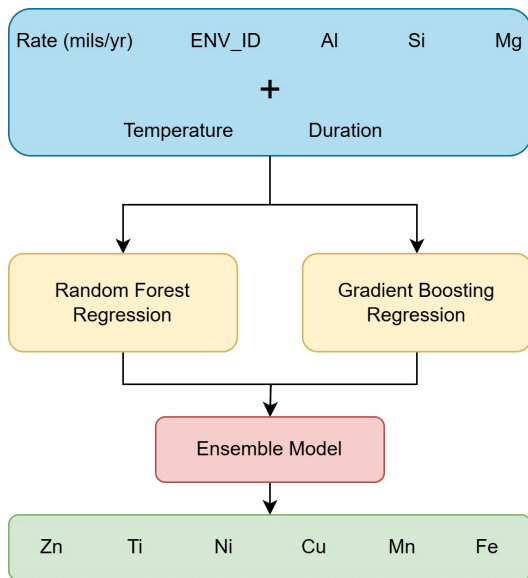 Rate (mils/yr) ENV_ID Al Si Mg
+
Temperature Duration
Random Forest
Regression
Gradient Boosting
Regression
Ensemble Model
Zn Ti Ni Cu Mn Fe